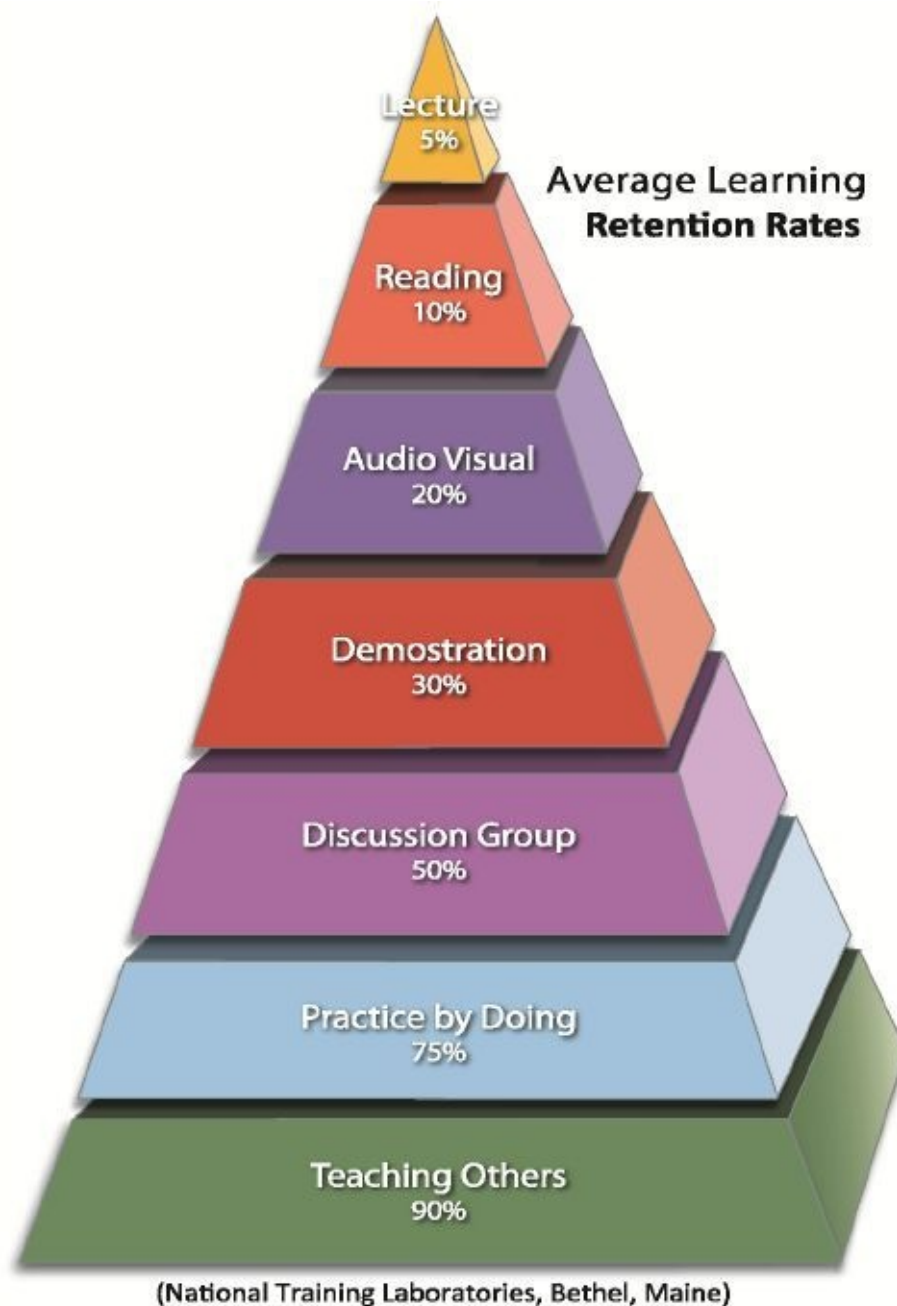 Lecture
5%
Average Learning
Retention Rates
Reading
10%
Audio Visual
20%
Demostration
30%
Discussion Group
50%
Practice by Doing
75%
Teaching Others
90%
(National Training Laboratories, Bethel, Maine)